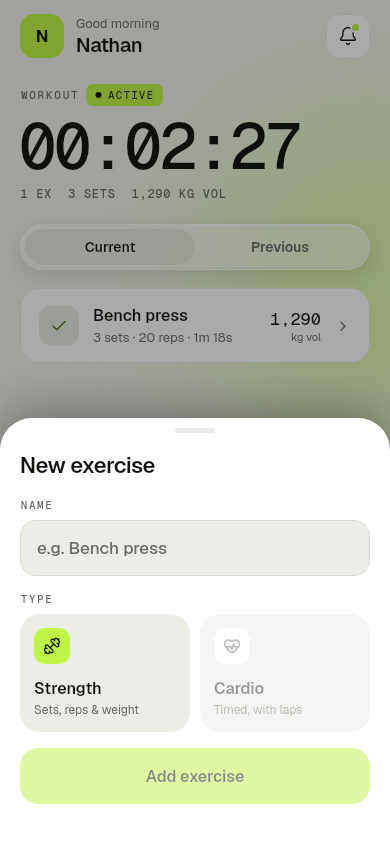 N
Good morning
Nathan
WORKOUT
ACTIVE
00:02:27
1 EX 3 SETS 1,290 KG VOL
Current
Previous
Bench press
3 sets · 20 reps · 1m 18s
1,290
kg vol
New exercise
NAME
e.g. Bench press
TYPE
Strength
Sets, reps & weight
Cardio
Timed, with laps
Add exercise